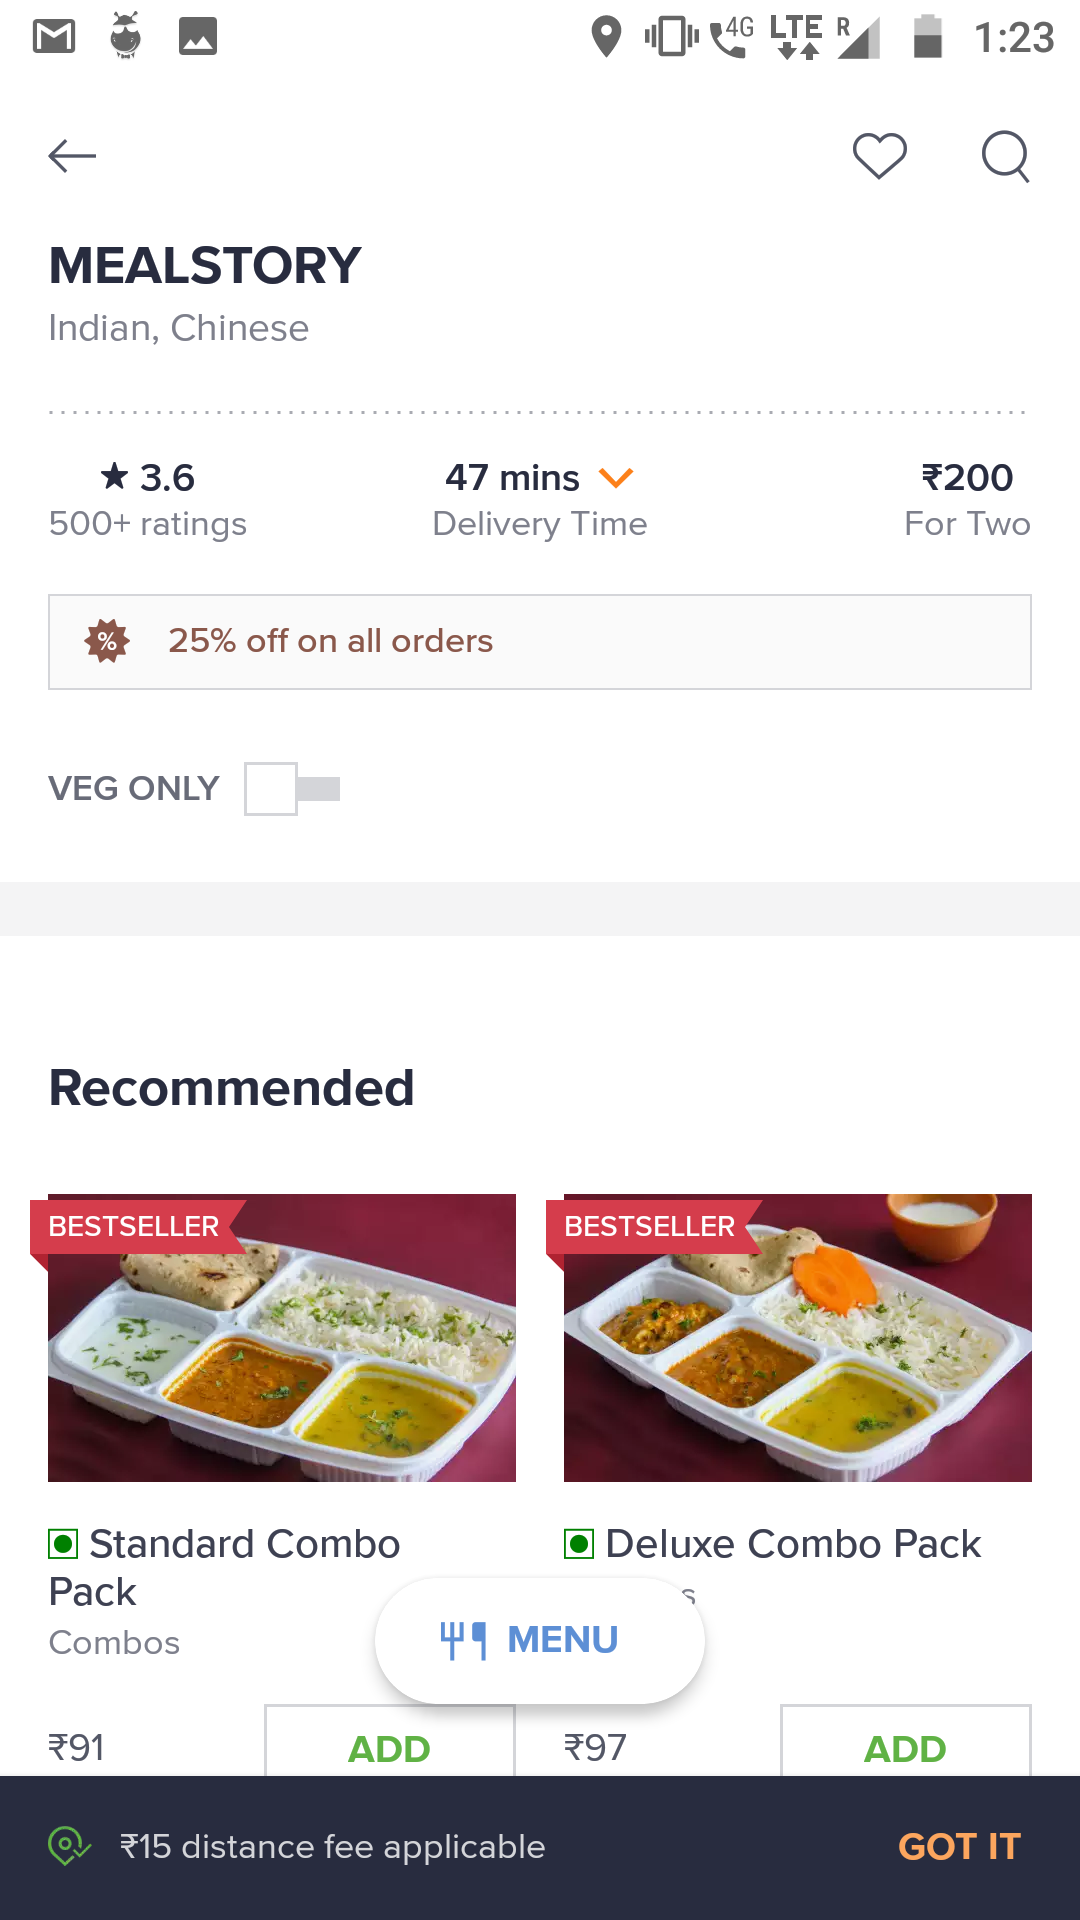 4G LTE R 1:23
MEALSTORY
Indian, Chinese
★ 3.6 47 mins ₹200
500+ ratings Delivery Time For Two
% 25% off on all orders
VEG ONLY
Recommended
BESTSELLER BESTSELLER
Standard Combo Pack
Combos
Deluxe Combo Pack
MENU
₹91 ADD ₹97 ADD
₹15 distance fee applicable GOT IT